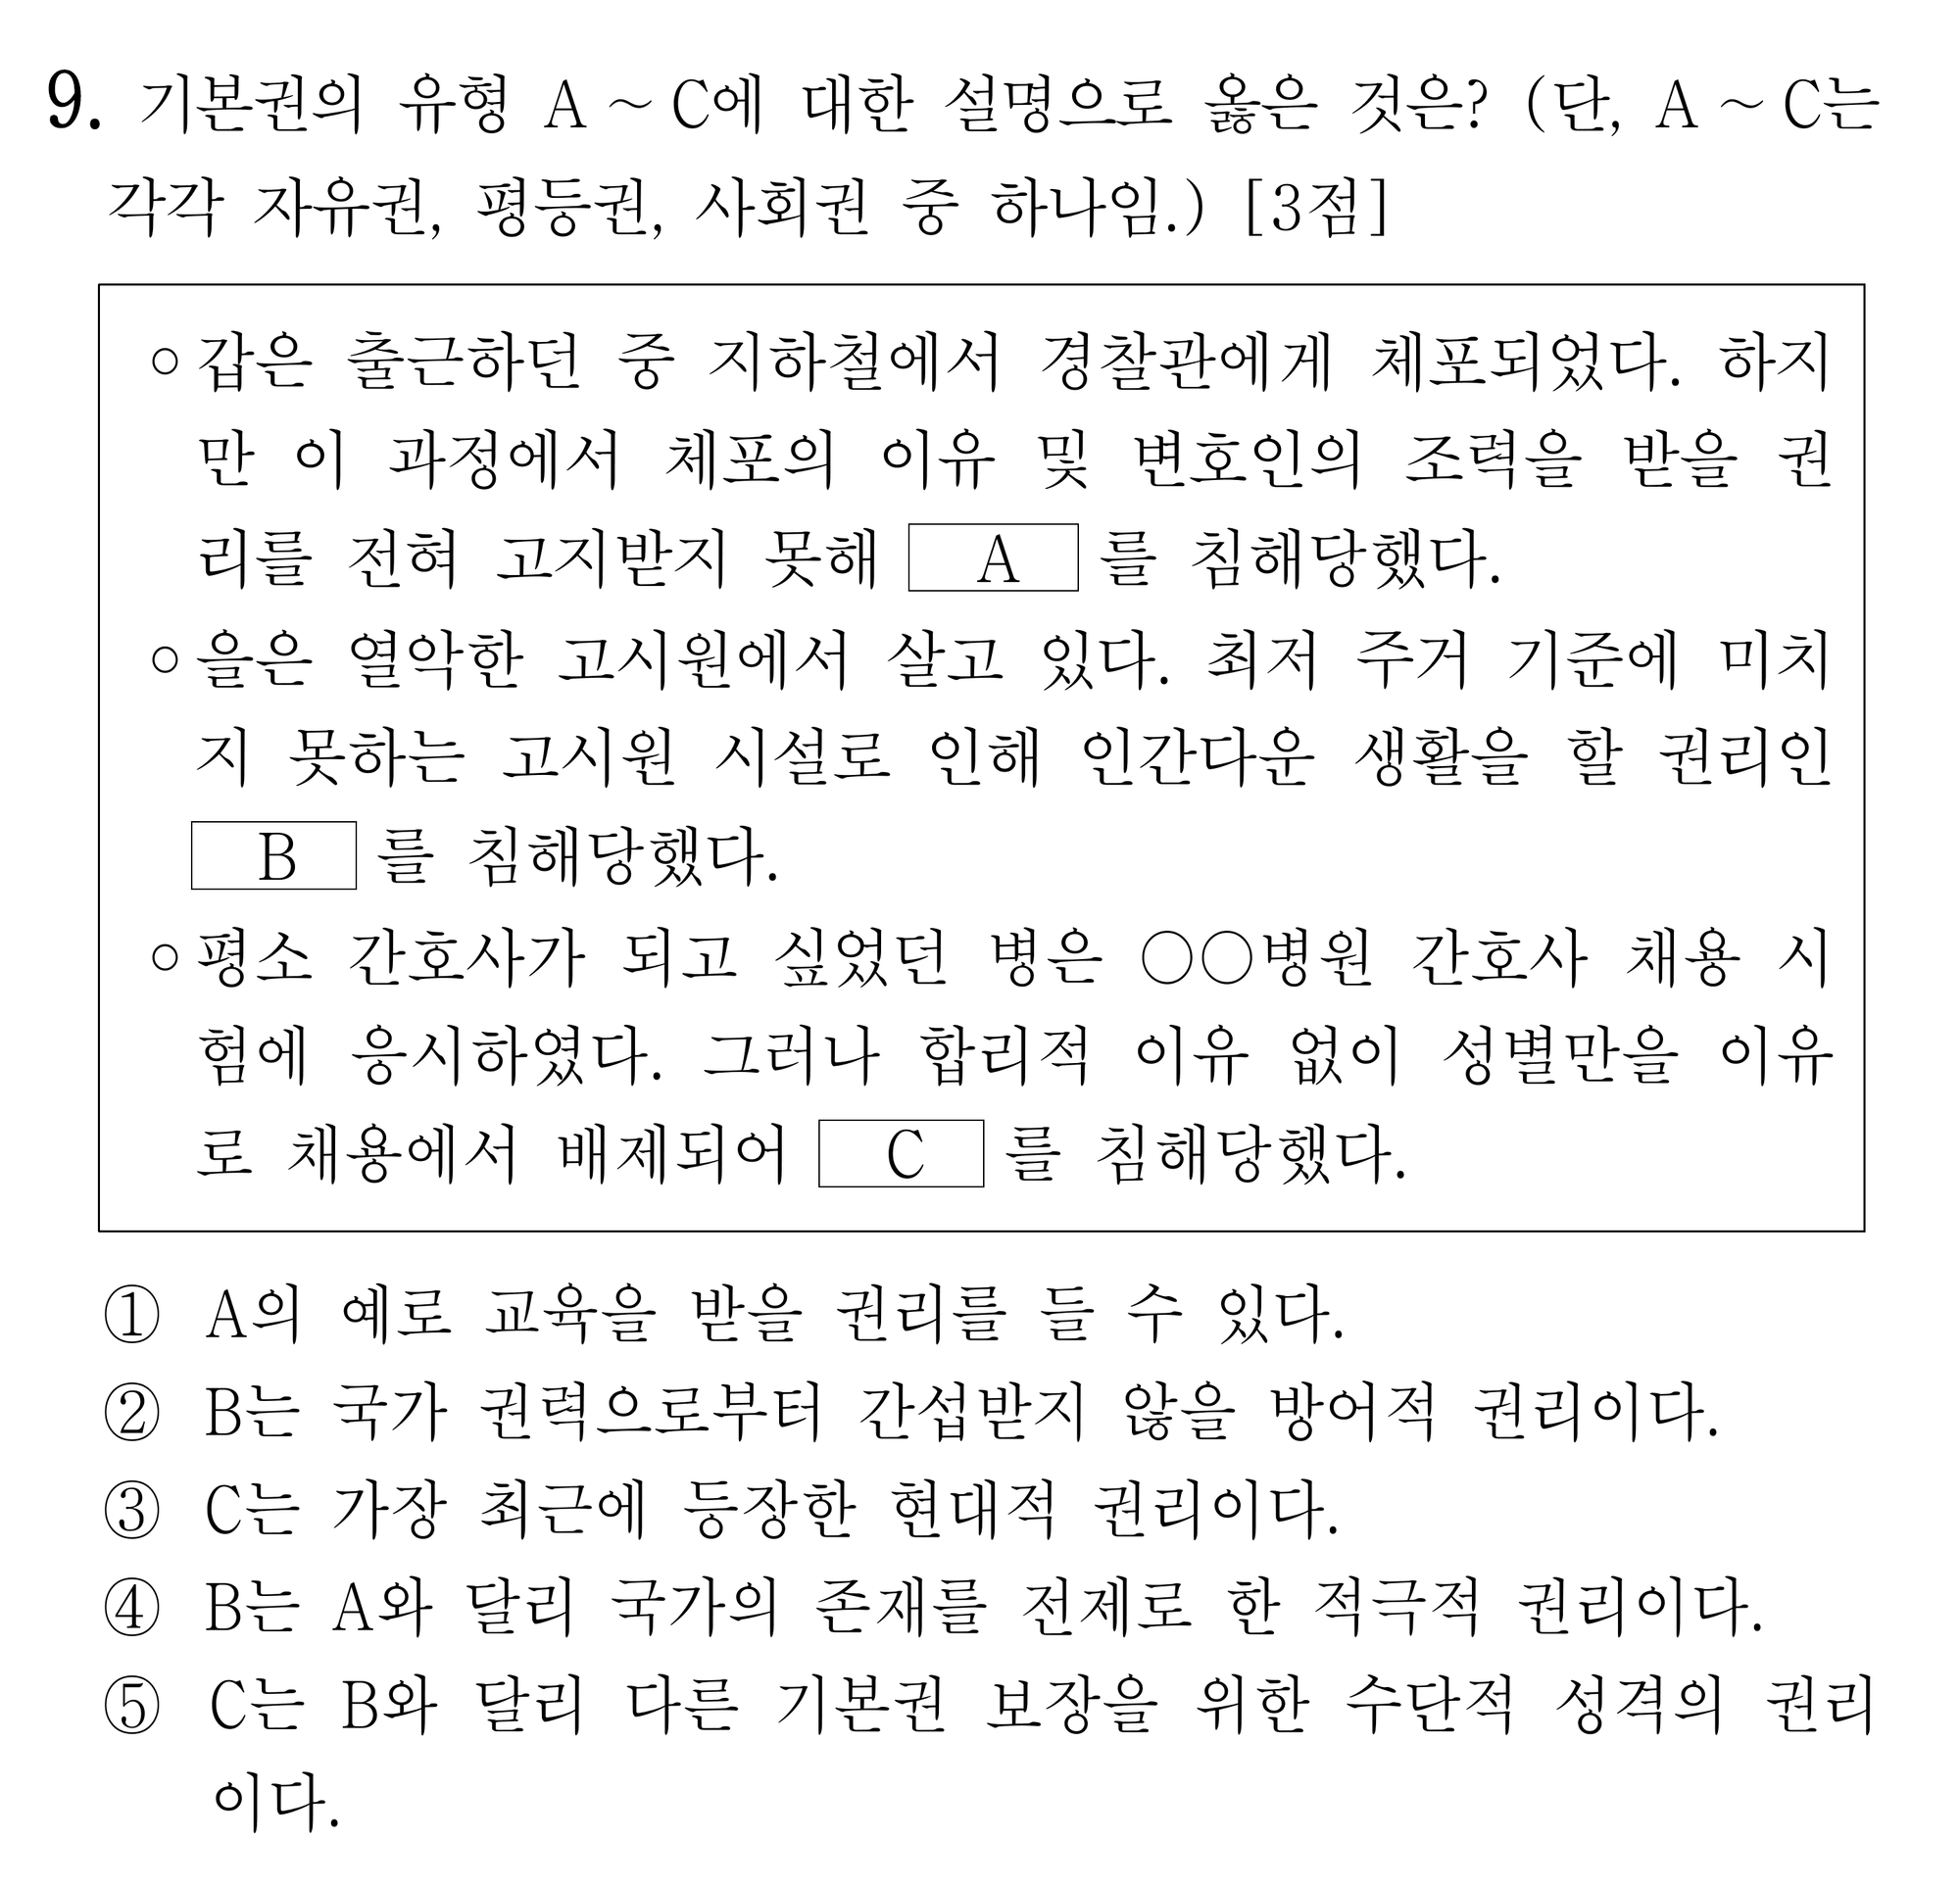 9. 기본권의 유형 A ~ C에 대한 설명으로 옳은 것은? (단, A ~ C는
각각 자유권, 평등권, 사회권 중 하나임.) [3점]
○ 갑은 출근하던 중 지하철에서 경찰관에게 체포되었다. 하지
만 이 과정에서 체포의 이유 및 변호인의 조력을 받을 권
리를 전혀 고지받지 못해 A 를 침해당했다.
○ 을은 열악한 고시원에서 살고 있다. 최저 주거 기준에 미치
지 못하는 고시원 시설로 인해 인간다운 생활을 할 권리인
B 를 침해당했다.
○ 평소 간호사가 되고 싶었던 병은 ○○병원 간호사 채용 시
험에 응시하였다. 그러나 합리적 이유 없이 성별만을 이유
로 채용에서 배제되어 C 를 침해당했다.
① A의 예로 교육을 받을 권리를 들 수 있다.
② B는 국가 권력으로부터 간섭받지 않을 방어적 권리이다.
③ C는 가장 최근에 등장한 현대적 권리이다.
④ B는 A와 달리 국가의 존재를 전제로 한 적극적 권리이다.
⑤ C는 B와 달리 다른 기본권 보장을 위한 수단적 성격의 권리
이다.